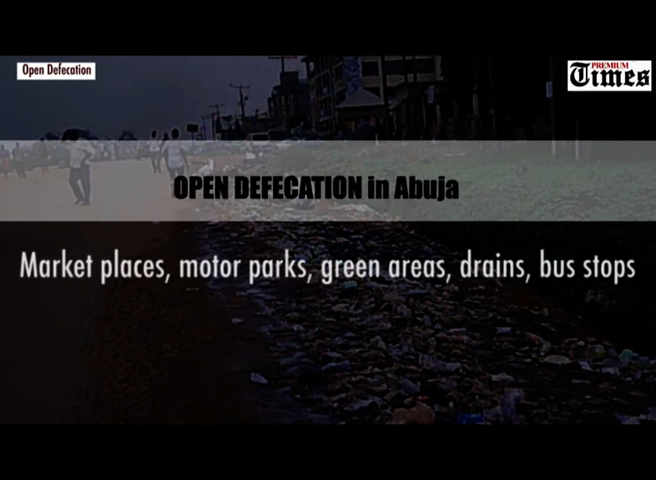 Open Defecation
PREMIUM
Times
OPEN DEFECATION in Abuja
Market places, motor parks, green areas, drains, bus stops